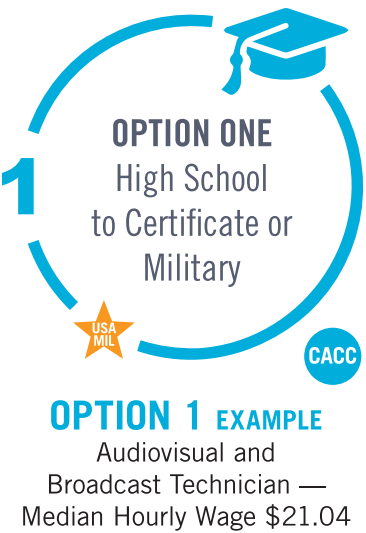 OPTION ONE
High School
to Certificate or
Military
1
USA
MIL
CACC
OPTION 1 EXAMPLE
Audiovisual and
Broadcast Technician —
Median Hourly Wage $21.04